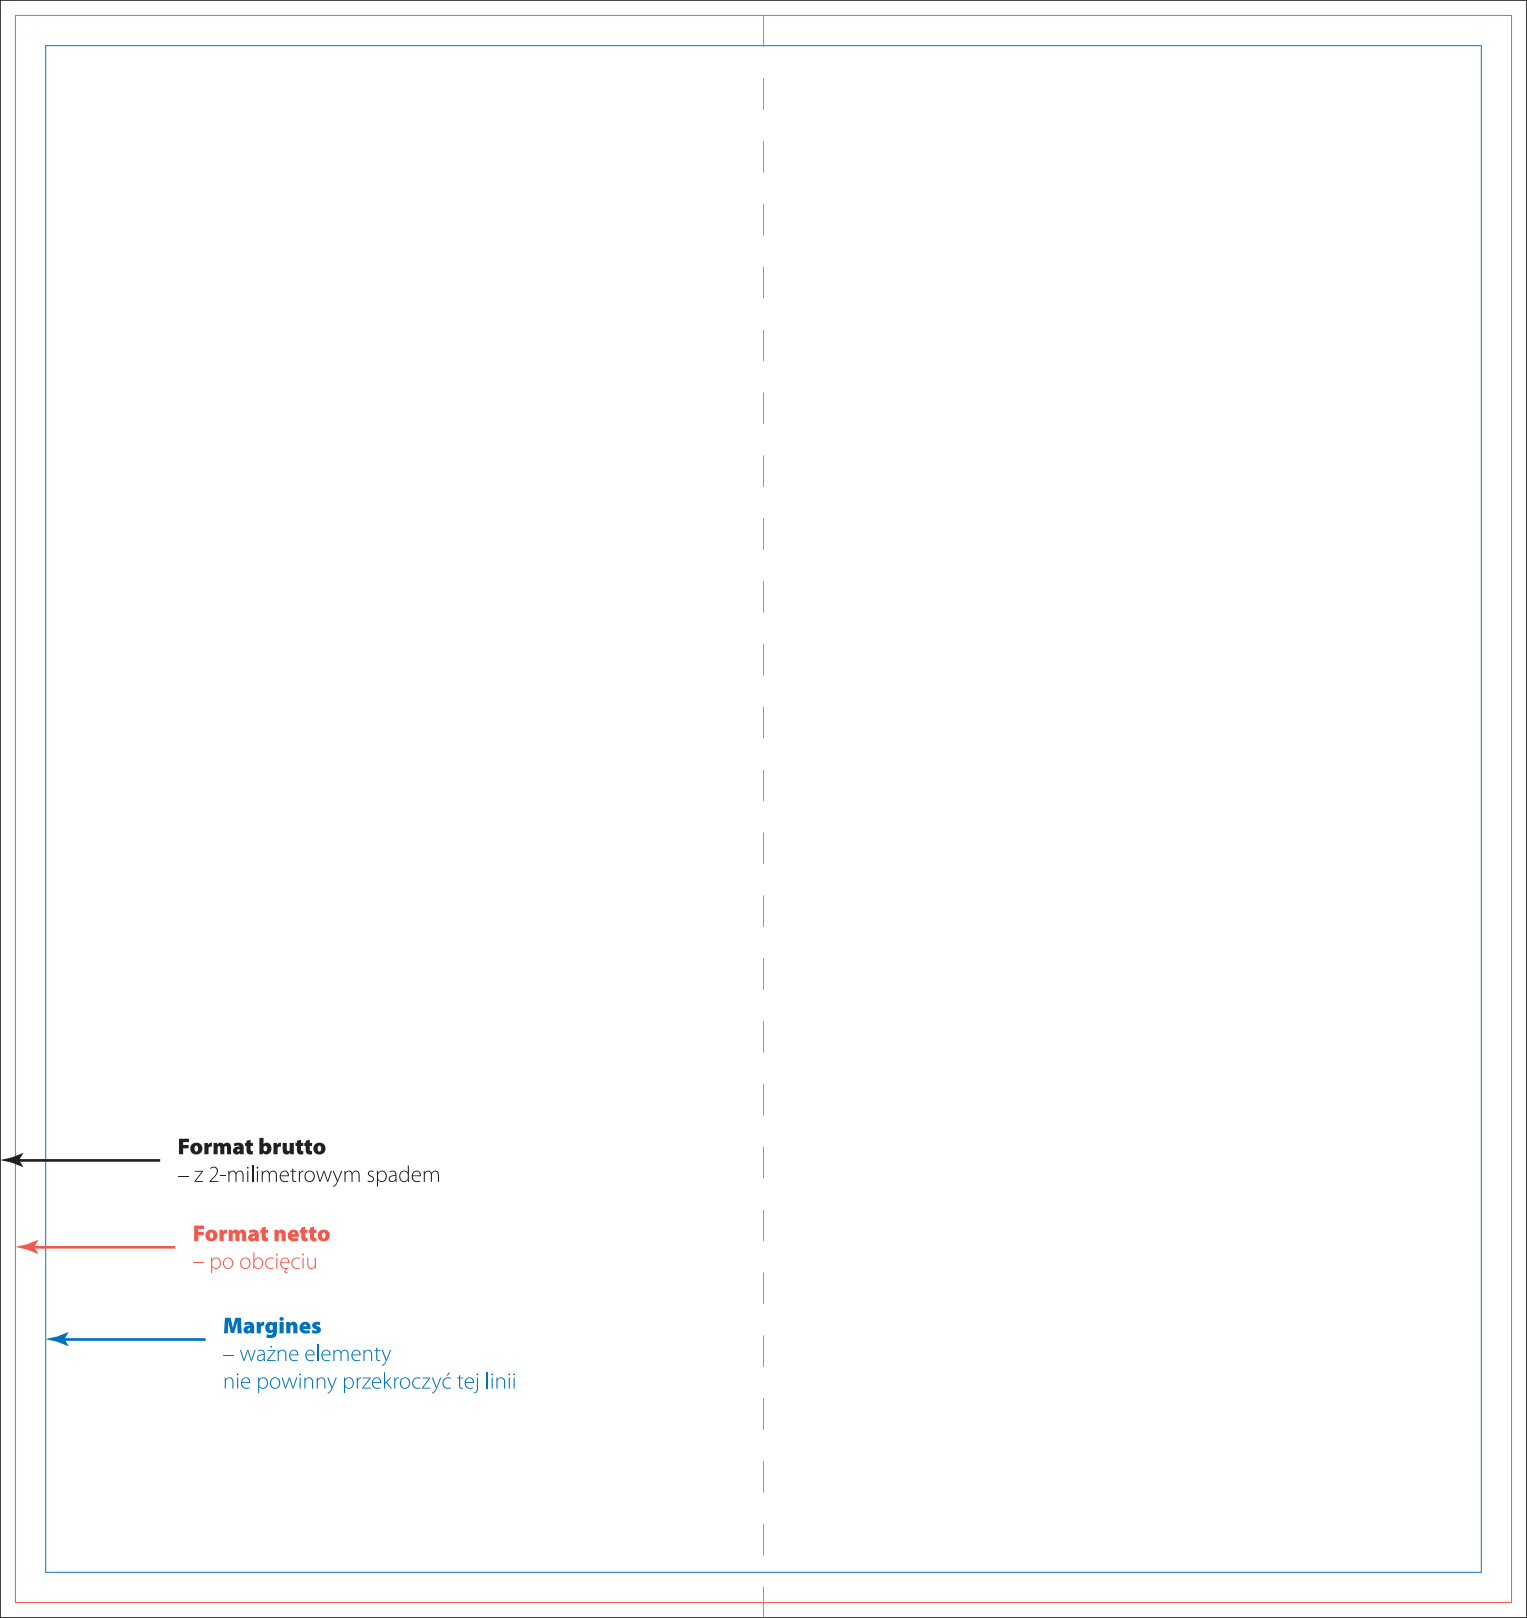 Format brutto
– z 2-milimetrowym spadem
Format netto
– po obcięciu
Margines
– ważne elementy
nie powinny przekroczyć tej linii